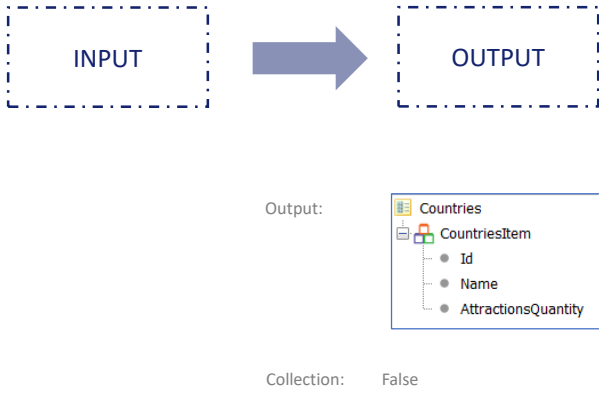 INPUT
OUTPUT
Output:
Countries
CountriesItem
Id
Name
AttractionsQuantity
Collection: False